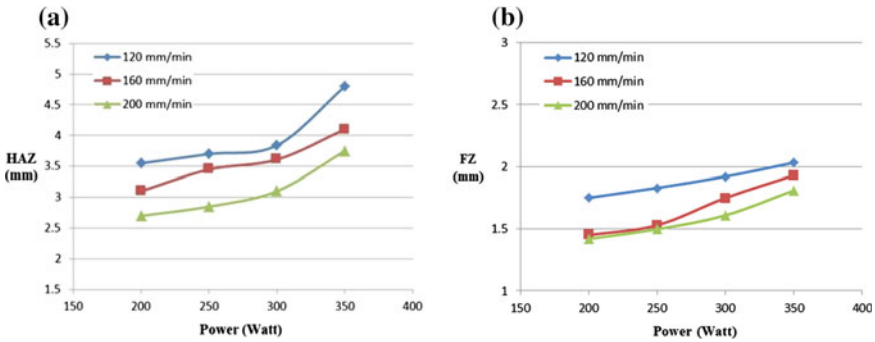 (a)
5.5
5
4.5
4
3.5
3
2.5
2
1.5
HAZ
(mm)
120 mm/min
160 mm/min
200 mm/min
150
200
250
300
350
400
Power (Watt)
(b)
3
2.5
2
1.5
1
FZ
(mm)
120 mm/min
160 mm/min
200 mm/min
150
200
250
300
350
400
Power (Watt)